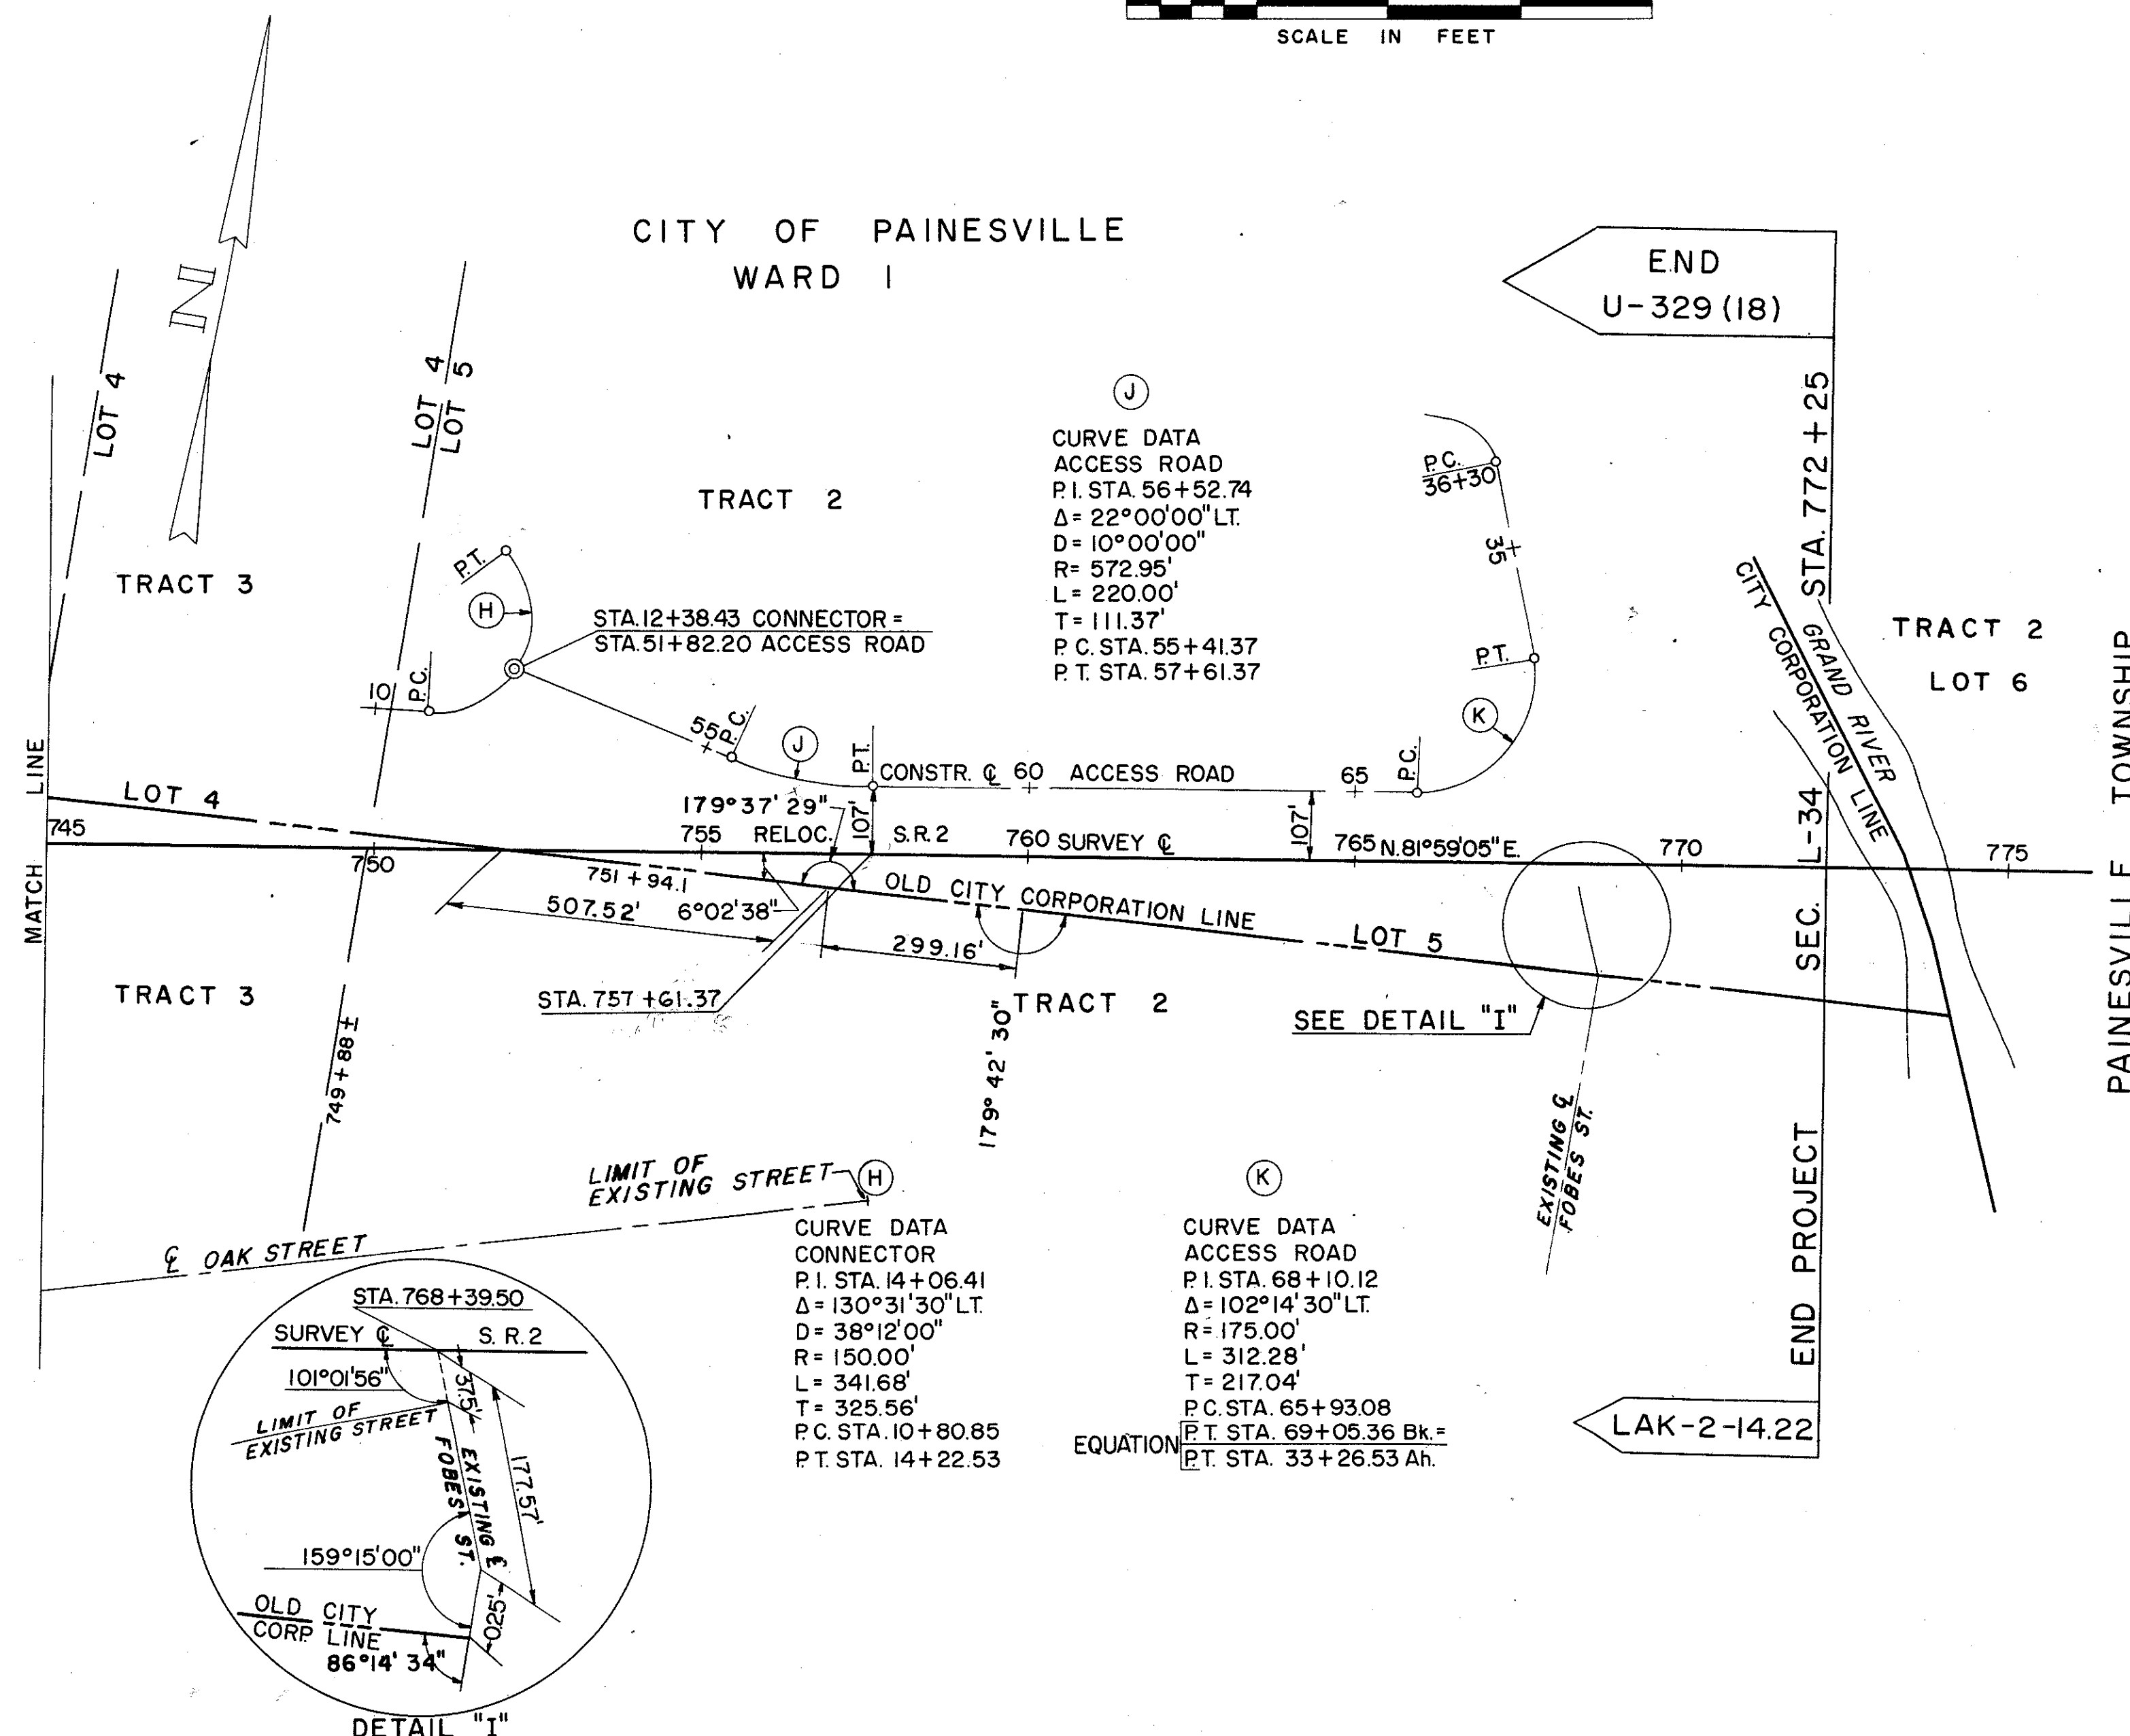 SCALE IN FEET
CITY OF PAINESVILLE
WARD 1
N
END
U-329 (18)
STA. 772 + 25
LOT 4
LOT 4
LOT 5
TRACT 3
TRACT 2
J
CURVE DATA
ACCESS ROAD
P.I. STA. 56+52.74
Δ= 22°00'00" LT.
D= 10°00'00"
R= 572.95'
L= 220.00'
T= 111.37'
P.C. STA. 55+41.37
P.T. STA. 57+61.37
P.C.
36+30
35
P.T.
K
P.C.
P.T.
H
STA. 12+38.43 CONNECTOR =
STA. 51+82.20 ACCESS ROAD
10
P.C.
55
P.C.
J
P.T.
CONSTR. ℄ 60 ACCESS ROAD
65
CITY CORPORATION LINE
GRAND RIVER
TRACT 2
LOT 6
PAINESVILLE TOWNSHIP
MATCH LINE
LOT 4
179°37'29"
107'
107'
745
750
755
RELOC. S.R.2
760 SURVEY ℄
765 N.81°59'05"E.
770
775
751 + 94.1
507.52'
6°02'38"
OLD CITY CORPORATION LINE
299.16'
LOT 5
STA. 757 +61.37
TRACT 3
TRACT 2
179° 42' 30"
SEE DETAIL "I"
749+88 ±
EXISTING ℄
FOBES ST.
END PROJECT SEC. L-34
LAK-2-14.22
LIMIT OF
EXISTING STREET
℄ OAK STREET
H
CURVE DATA
CONNECTOR
P.I. STA. 14+06.41
Δ= 130°31'30" LT.
D= 38°12'00"
R= 150.00'
L= 341.68'
T= 325.56'
P.C. STA. 10+80.85
P.T. STA. 14+22.53
K
CURVE DATA
ACCESS ROAD
P.I. STA. 68+10.12
Δ= 102°14'30" LT.
R= 175.00'
L= 312.28'
T= 217.04'
P.C. STA. 65+93.08
EQUATION P.T. STA. 69+05.36 Bk.=
P.T. STA. 33+26.53 Ah.
STA. 768+39.50
SURVEY ℄ S. R. 2
101°01'56"
37.5'
LIMIT OF
EXISTING STREET
EXISTING ℄
FOBES ST.
177.57'
159°15'00"
0.25'
OLD CITY
CORP. LINE
86°14' 34"
DETAIL "I"